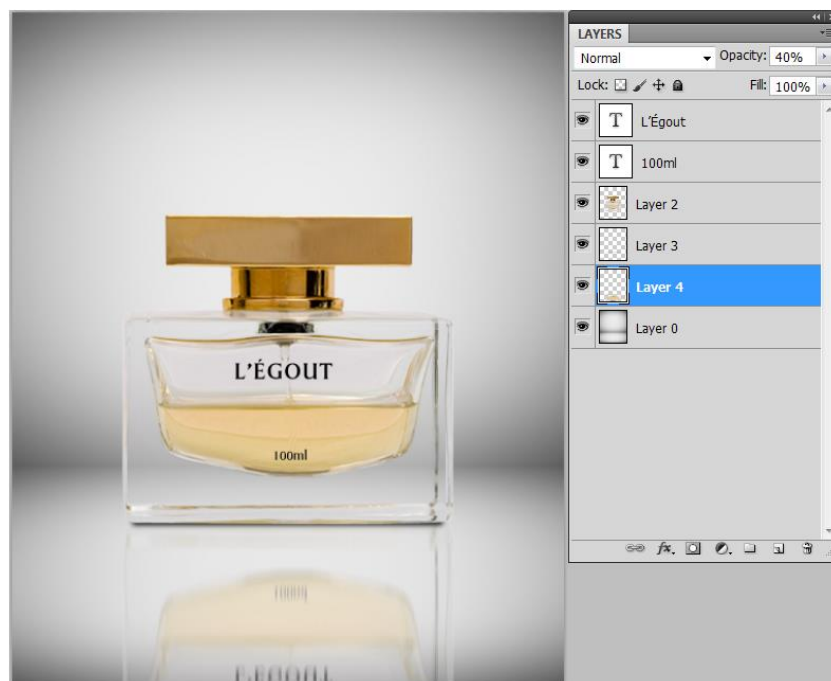 LAYERS
Normal Opacity: 40%
Lock: Fill: 100%
T L'Égout
T 100ml
Layer 2
Layer 3
Layer 4
Layer 0
fx.
L'ÉGOUT
100ml